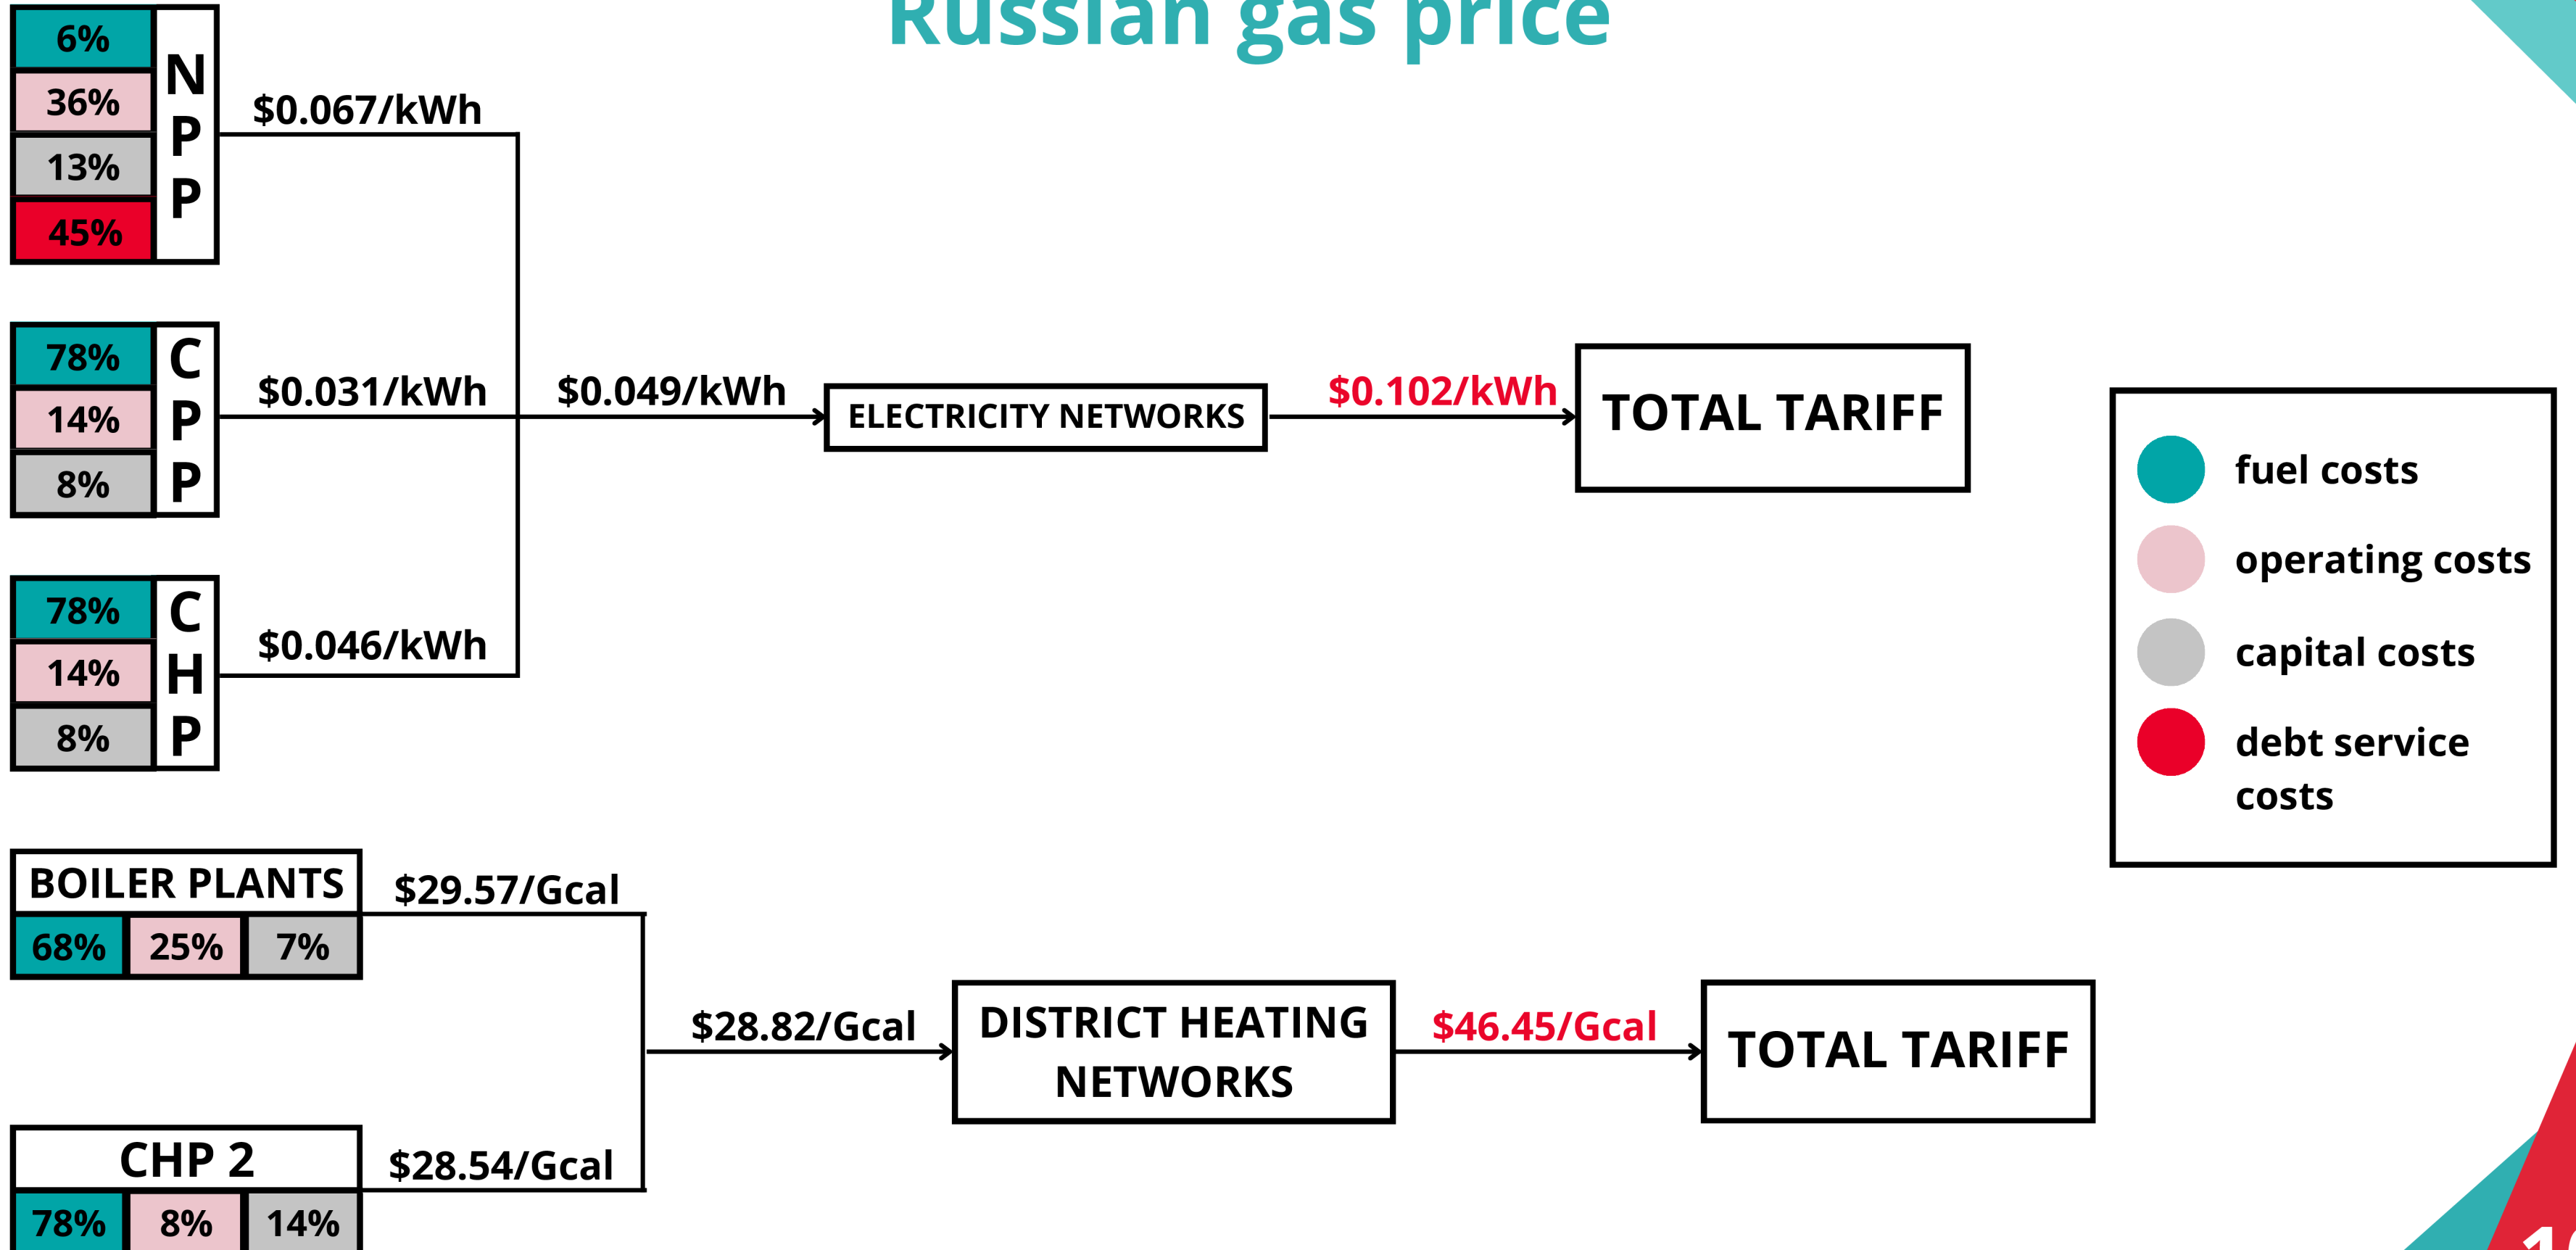 Russian gas price
6%
36%
13%
45%
NPP
$0.067/kWh
78%
14%
8%
CPP
$0.031/kWh
$0.049/kWh
ELECTRICITY NETWORKS
$0.102/kWh
TOTAL TARIFF
78%
14%
8%
CHP
$0.046/kWh
fuel costs
operating costs
capital costs
debt service
costs
BOILER PLANTS
68% 25% 7%
$29.57/Gcal
$28.82/Gcal
DISTRICT HEATING
NETWORKS
$46.45/Gcal
TOTAL TARIFF
CHP 2
78% 8% 14%
$28.54/Gcal